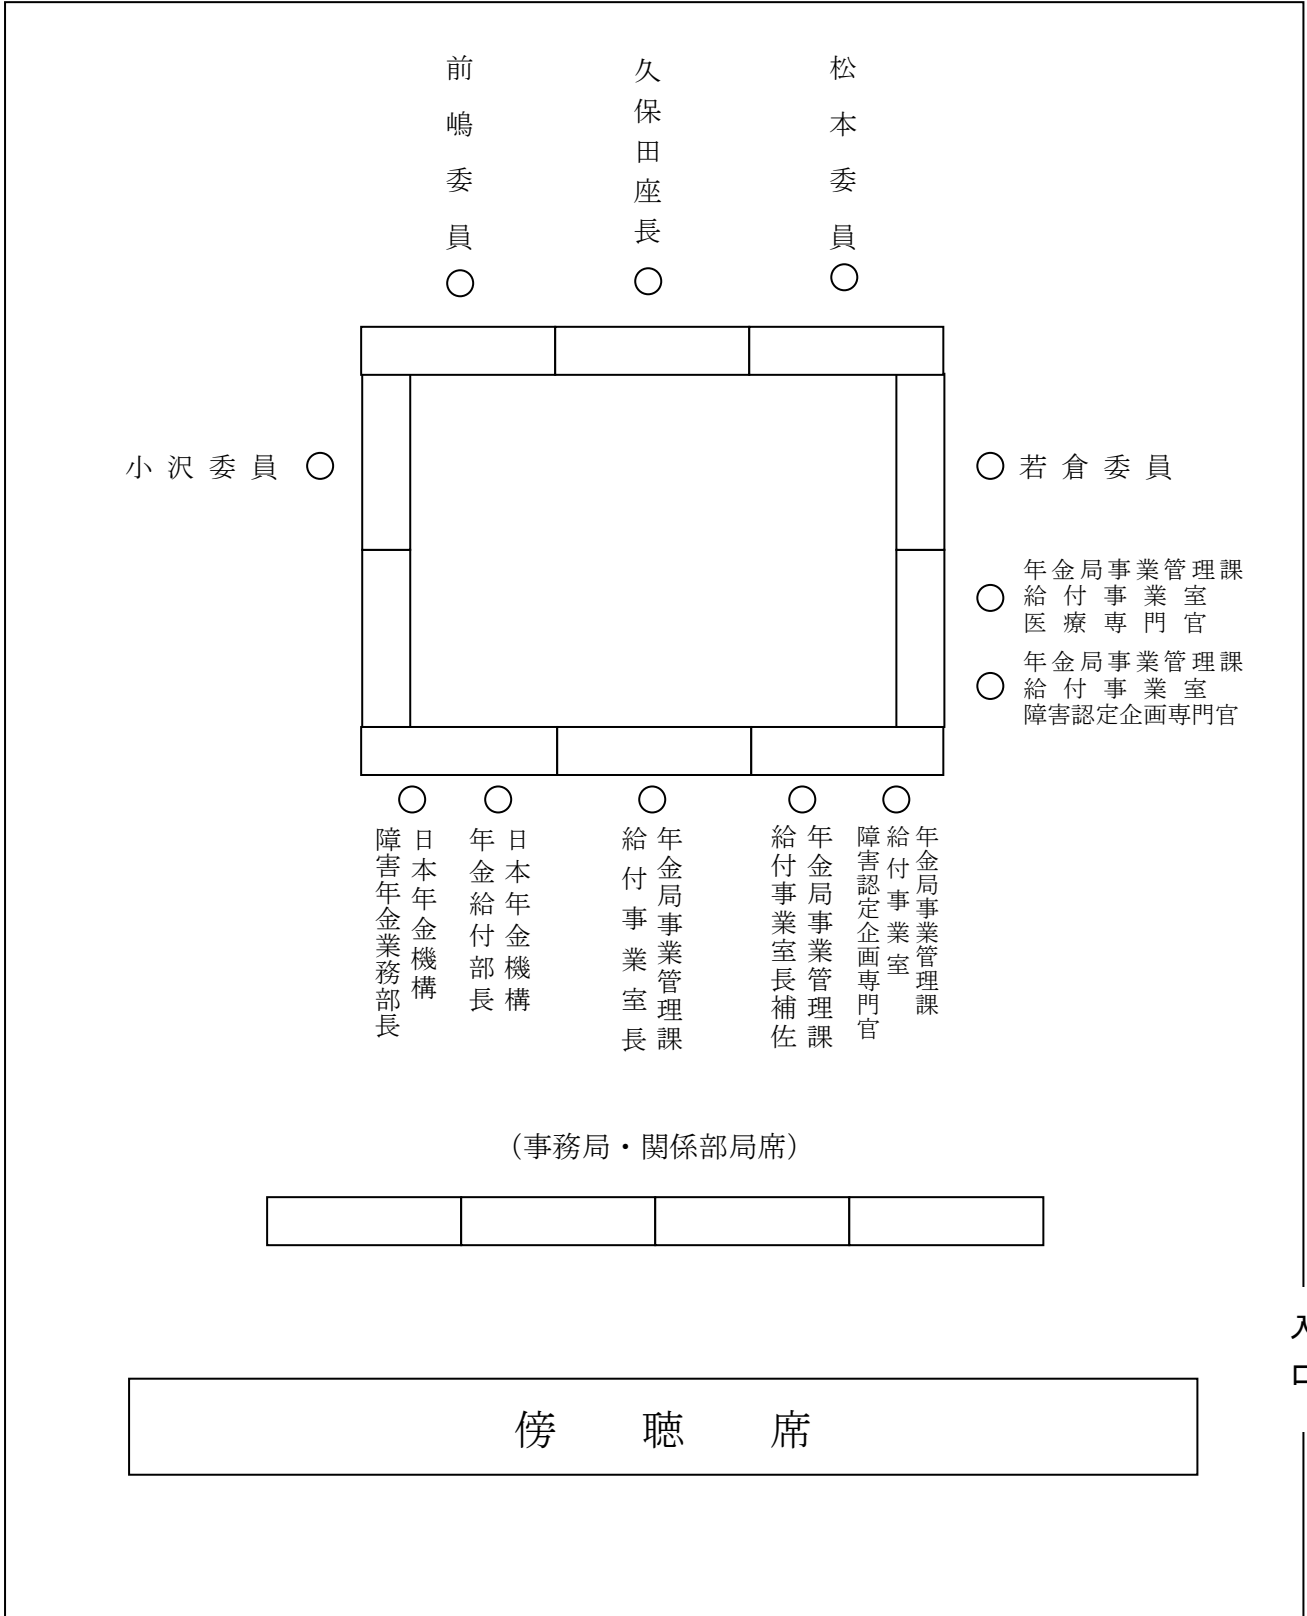 前嶋委員
久保田座長
松本委員
小沢委員
若倉委員
年金局事業管理課
給付事業室
医療専門官
年金局事業管理課
給付事業室
障害認定企画専門官
日本年金機構
障害年金業務部長
日本年金機構
年金給付部長
年金局事業管理課
給付事業室長
年金局事業管理課
給付事業室長補佐
年金局事業管理課
給付事業室
障害認定企画専門官
（事務局・関係部局席）
入口
傍聴席